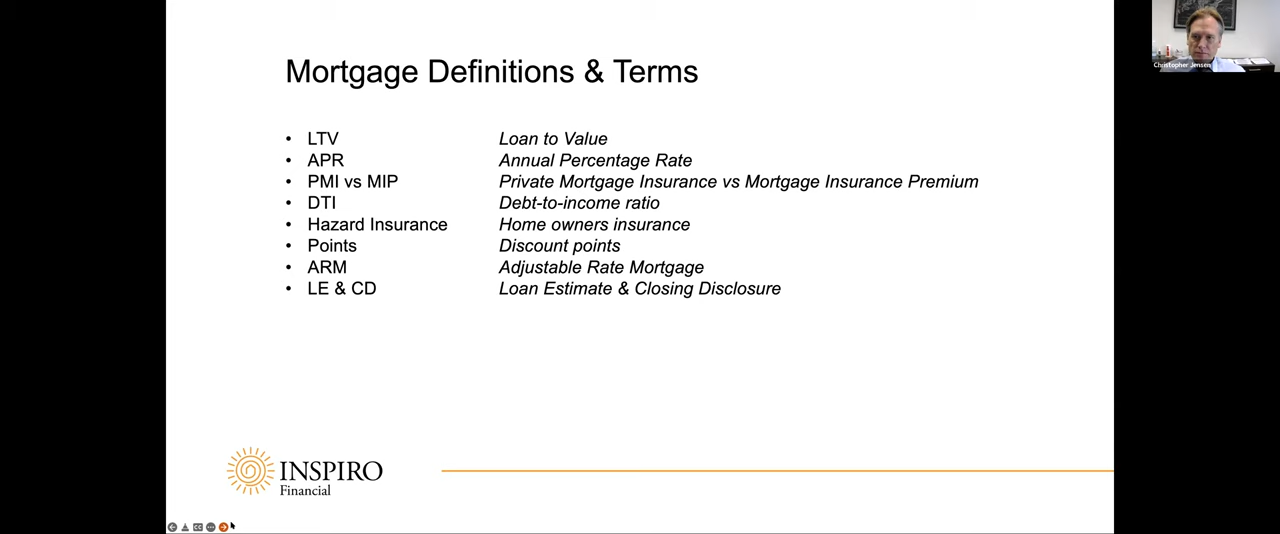 Mortgage Definitions & Terms
• LTV Loan to Value
• APR Annual Percentage Rate
• PMI vs MIP Private Mortgage Insurance vs Mortgage Insurance Premium
• DTI Debt-to-income ratio
• Hazard Insurance Home owners insurance
• Points Discount points
• ARM Adjustable Rate Mortgage
• LE & CD Loan Estimate & Closing Disclosure
INSPIRO
Financial
Christopher Jensen